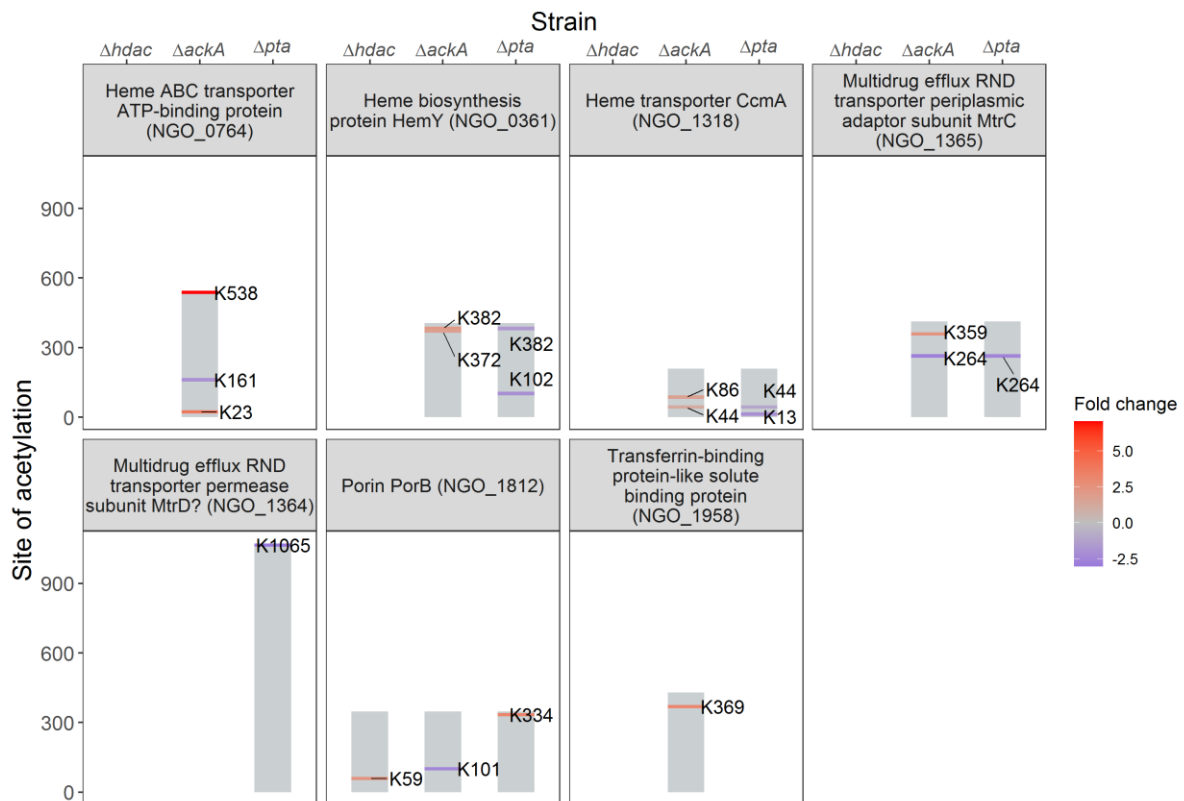 Strain
Δhdac ΔackA Δpta Δhdac ΔackA Δpta Δhdac ΔackA Δpta Δhdac ΔackA Δpta
Heme ABC transporter
ATP-binding protein
(NGO_0764)
Heme biosynthesis
protein HemY (NGO_0361)
Heme transporter CcmA
(NGO_1318)
Multidrug efflux RND
transporter periplasmic
adaptor subunit MtrC
(NGO_1365)
Site of acetylation
900
600
300
0
K538
K161
K23
K382
K372
K382
K102
K86
K44
K44
K13
K359
K264
K264
Multidrug efflux RND
transporter permease
subunit MtrD? (NGO_1364)
Porin PorB (NGO_1812)
Transferrin-binding
protein-like solute
binding protein
(NGO_1958)
900
600
300
0
K1065
K59
K101
K334
K369
Fold change
5.0
2.5
0.0
-2.5